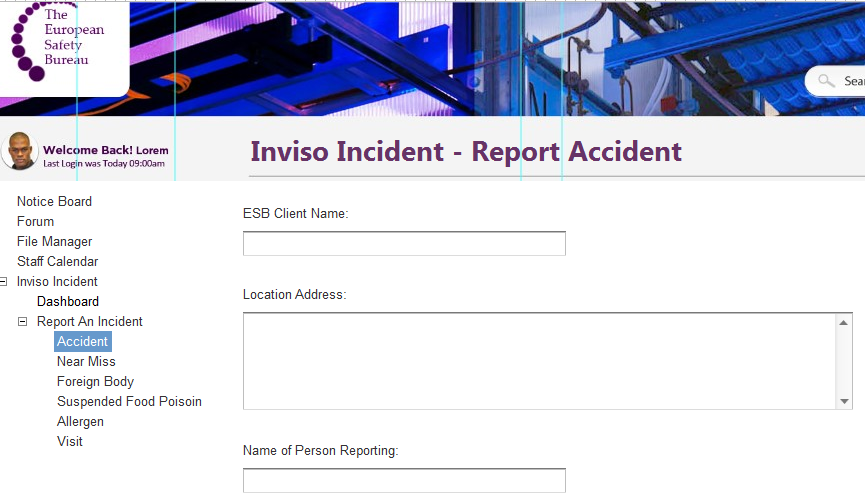 The
European
Safety
Bureau
Sear
Welcome Back! Lorem
Last Login was Today 09:00am
Inviso Incident - Report Accident
Notice Board
Forum
File Manager
Staff Calendar
Inviso Incident
Dashboard
Report An Incident
Accident
Near Miss
Foreign Body
Suspended Food Poisoin
Allergen
Visit
ESB Client Name:
Location Address:
Name of Person Reporting: